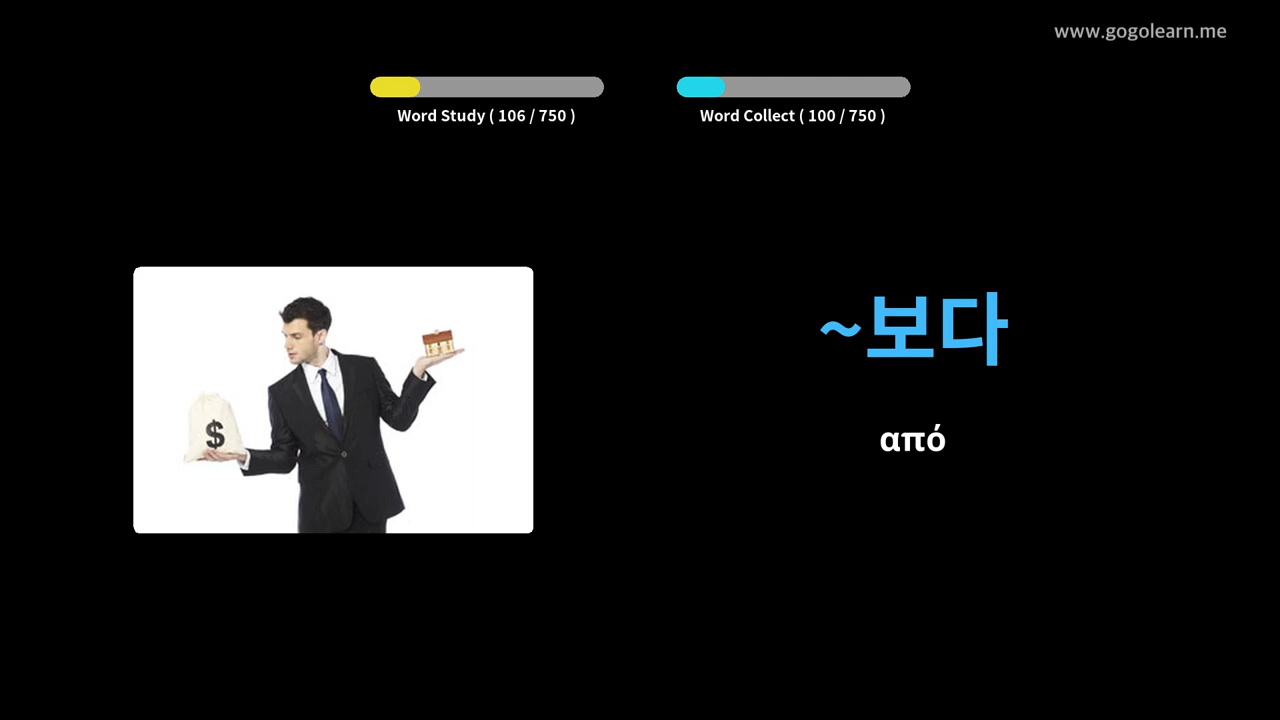 www.gogolearn.me
Word Study ( 106 / 750 )
Word Collect ( 100 / 750 )
~보다
από
$